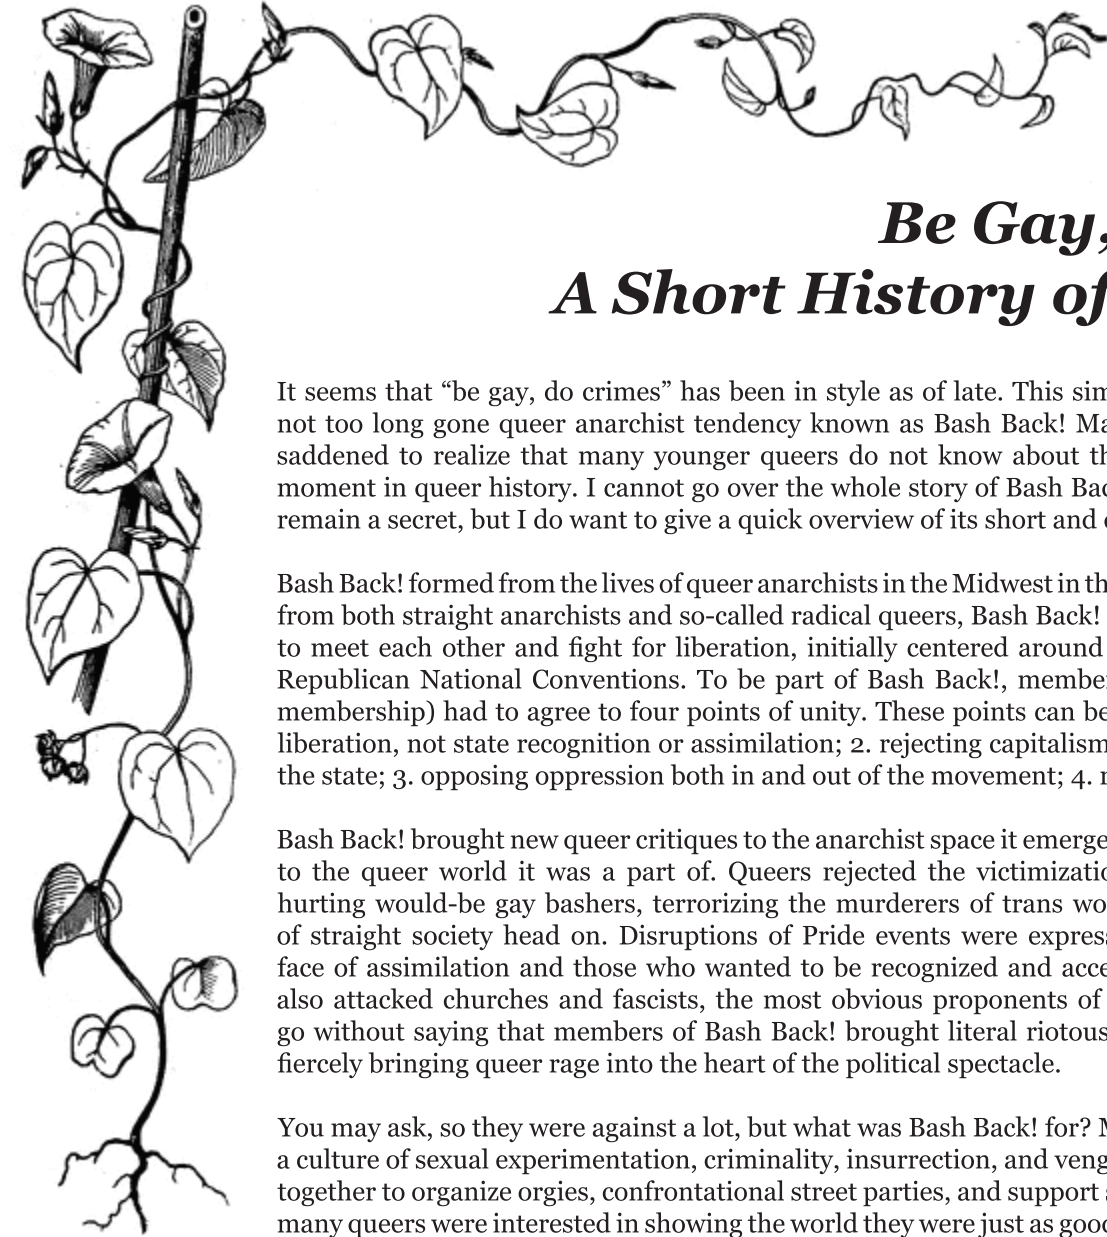 Be Gay,
A Short History of
It seems that “be gay, do crimes” has been in style as of late. This
not too long gone queer anarchist tendency known as Bash Back!
saddened to realize that many younger queers do not know about
moment in queer history. I cannot go over the whole story of Bash
remain a secret, but I do want to give a quick overview of its short and
Bash Back! formed from the lives of queer anarchists in the Midwest in
from both straight anarchists and so-called radical queers, Bash Back!
to meet each other and fight for liberation, initially centered around
Republican National Conventions. To be part of Bash Back!,
membership) had to agree to four points of unity. These points can be
liberation, not state recognition or assimilation; 2. rejecting capitalism
the state; 3. opposing oppression both in and out of the movement; 4.
Bash Back! brought new queer critiques to the anarchist space it
to the queer world it was a part of. Queers rejected the
hurting would-be gay bashers, terrorizing the murderers of trans
of straight society head on. Disruptions of Pride events were
face of assimilation and those who wanted to be recognized and
also attacked churches and fascists, the most obvious proponents of
go without saying that members of Bash Back! brought literal riotous
fiercely bringing queer rage into the heart of the political spectacle.
You may ask, so they were against a lot, but what was Bash Back! for?
a culture of sexual experimentation, criminality, insurrection, and
together to organize orgies, confrontational street parties, and support
many queers were interested in showing the world they were just as good